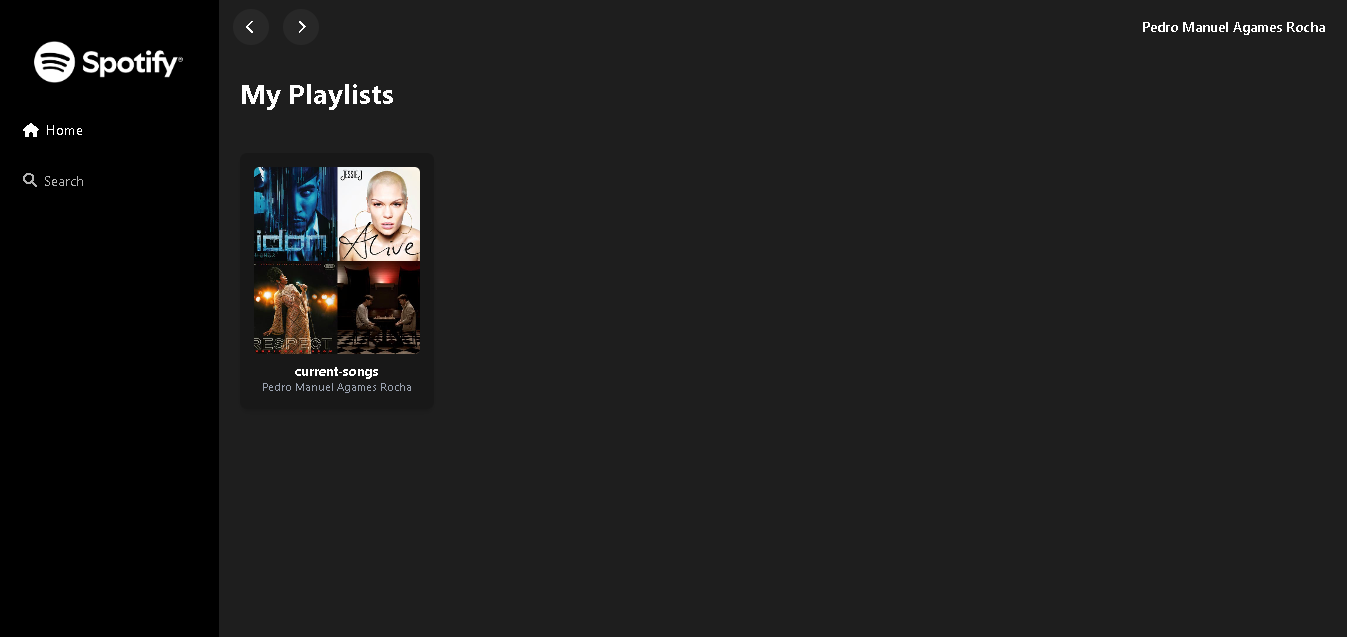 Spotify
Pedro Manuel Agames Rocha
Home
Search
My Playlists
JESSIE J
idon
Alive
RESPECT
current-songs
Pedro Manuel Agames Rocha